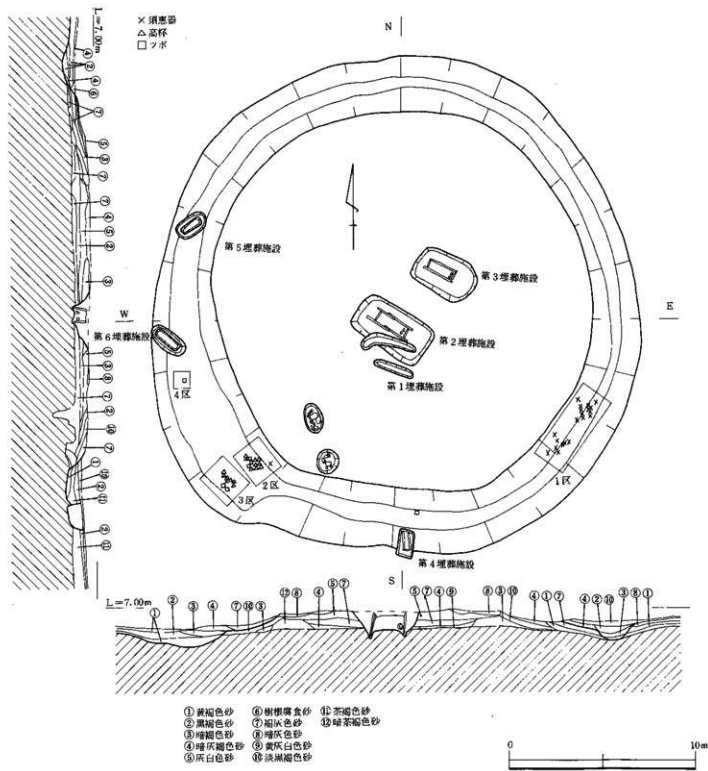 L=7.00m
× 須恵器
△ 高杯
□ ツボ
N
第5埋葬施設
第3埋葬施設
W
E
第6埋葬施設
第2埋葬施設
第1埋葬施設
4区
2区
3区
1区
第4埋葬施設
S
L=7.00m
① 黄褐色砂
② 黒褐色砂
③ 暗褐色砂
④ 暗灰褐色砂
⑤ 灰白色砂
⑥ 樹根腐食砂
⑦ 褐灰色砂
⑧ 暗灰色砂
⑨ 黄灰白色砂
⑩ 淡黒褐色砂
⑪ 茶褐色砂
⑫ 暗茶褐色砂
0
10m